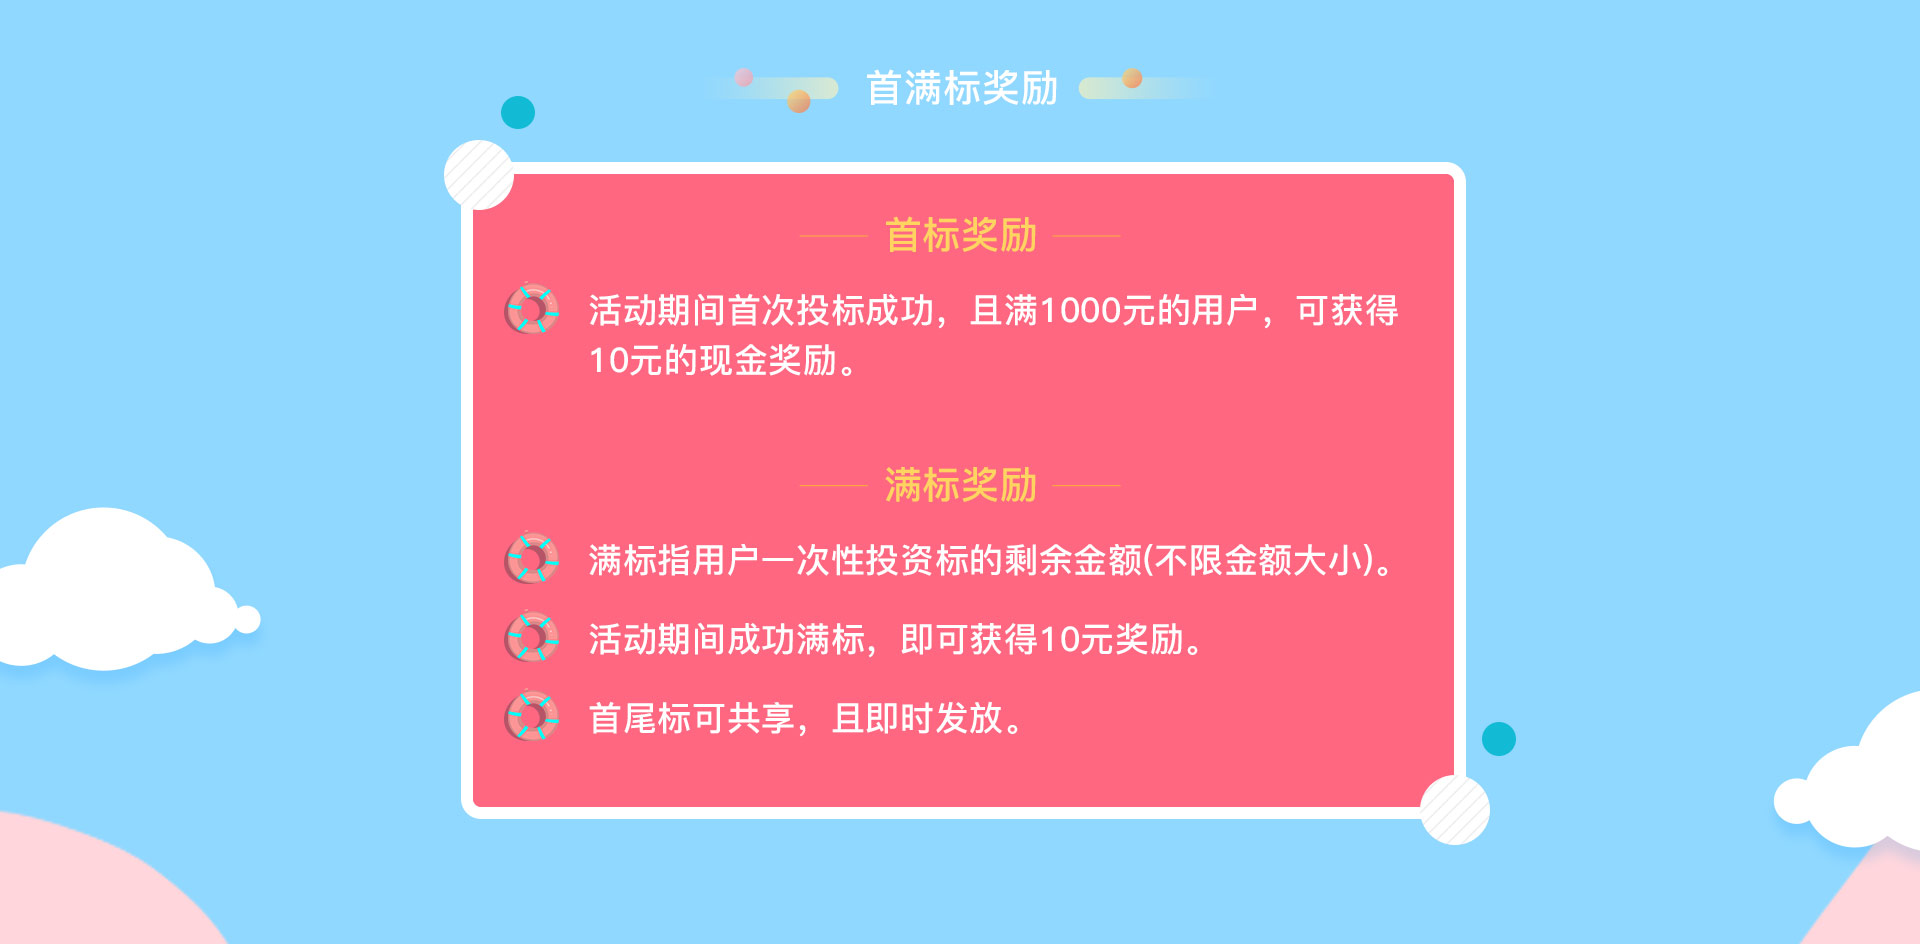 首满标奖励
首标奖励
活动期间首次投标成功，且满1000元的用户，可获得
10元的现金奖励。
满标奖励
满标指用户一次性投资标的剩余金额(不限金额大小)。
活动期间成功满标，即可获得10元奖励。
首尾标可共享，且即时发放。